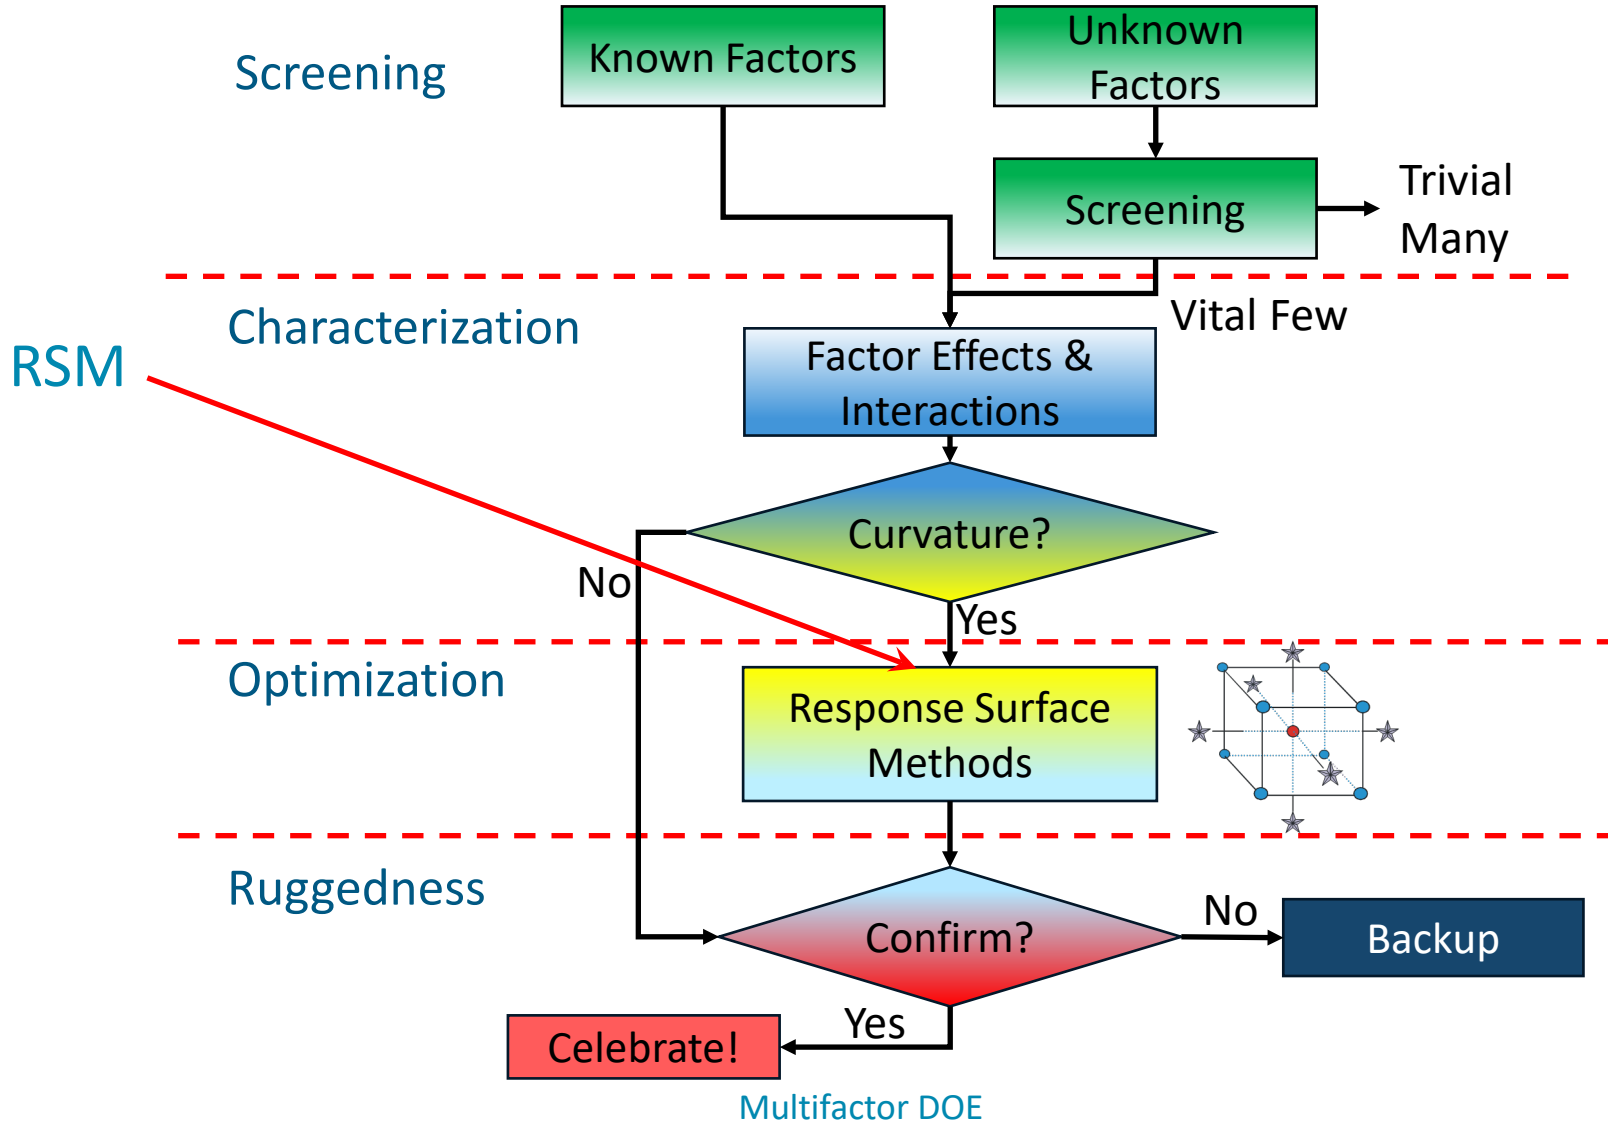 Screening
Known Factors
Unknown
Factors
Screening
Trivial
Many
Characterization
Vital Few
RSM
Factor Effects &
Interactions
Curvature?
No
Yes
Optimization
Response Surface
Methods
Ruggedness
Confirm?
No
Backup
Yes
Celebrate!
Multifactor DOE